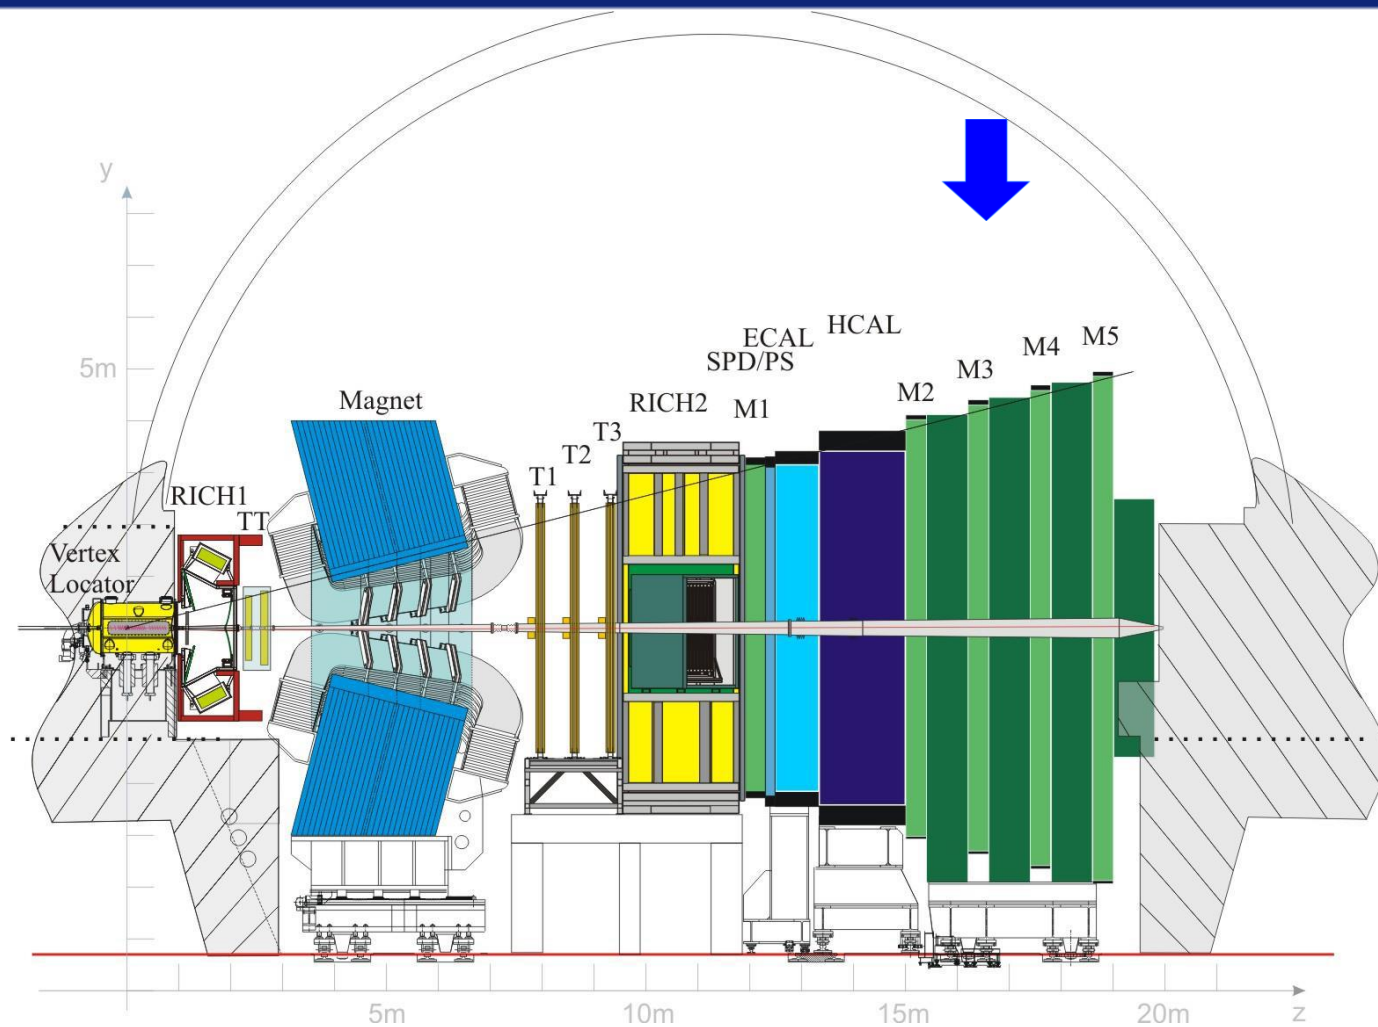 y
5m
HCAL
ECAL
SPD/PS
M5
M4
M3
M2
M1
RICH2
Magnet
T3
T2
T1
RICH1
TT
Vertex
Locator
5m
10m
15m
20m
z